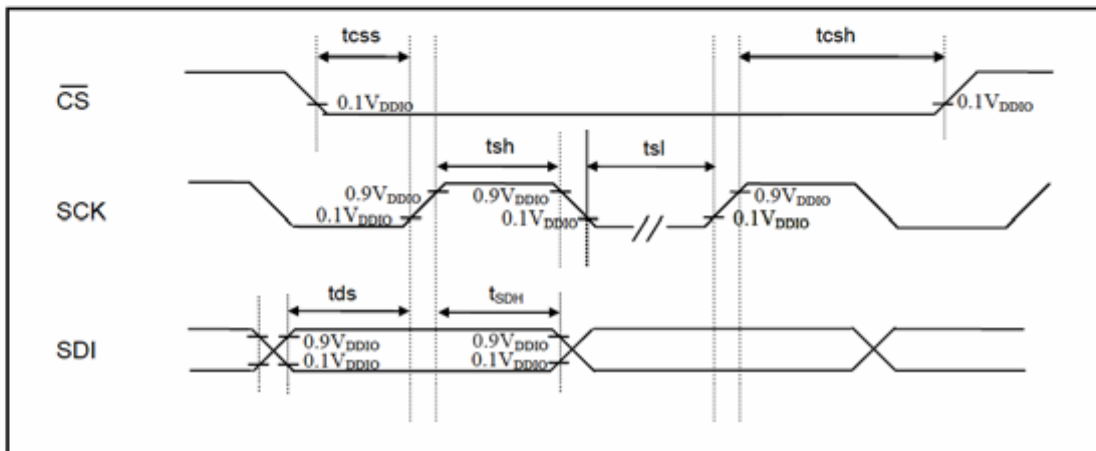 tcss
tcsh
CS
0.1VDDIO
0.1VDDIO
tsh
tsl
SCK
0.9VDDIO
0.9VDDIO
0.9VDDIO
0.1VDDIO
0.1VDDIO
0.1VDDIO
tds
tSDH
SDI
0.9VDDIO
0.9VDDIO
0.1VDDIO
0.1VDDIO